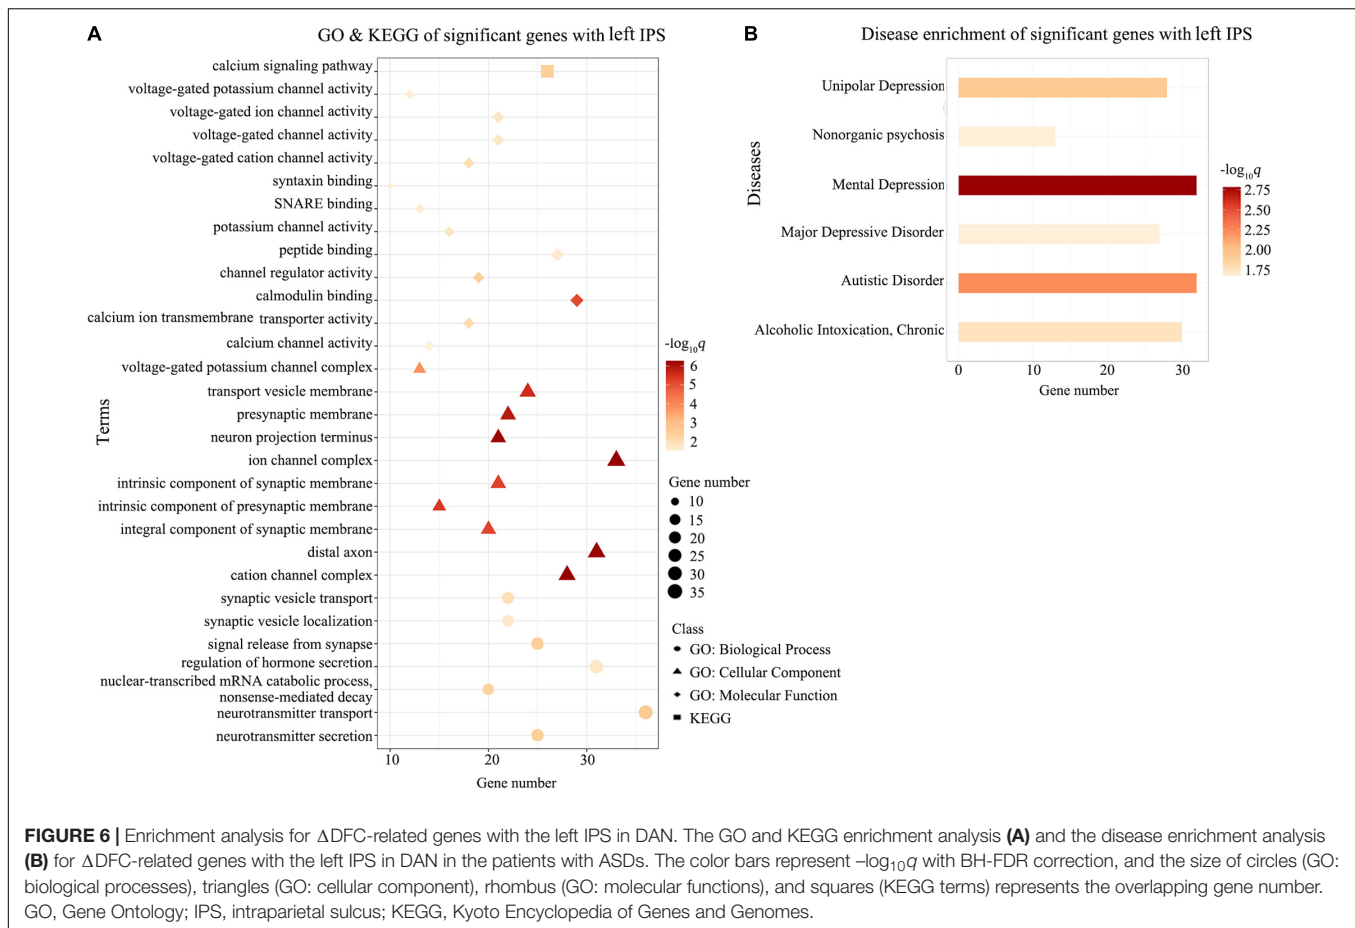 A
GO & KEGG of significant genes with left IPS
calcium signaling pathway
voltage-gated potassium channel activity
voltage-gated ion channel activity
voltage-gated channel activity
voltage-gated cation channel activity
syntaxin binding
SNARE binding
potassium channel activity
peptide binding
channel regulator activity
calmodulin binding
calcium ion transmembrane transporter activity
calcium channel activity
voltage-gated potassium channel complex
transport vesicle membrane
presynaptic membrane
neuron projection terminus
ion channel complex
intrinsic component of synaptic membrane
intrinsic component of presynaptic membrane
integral component of synaptic membrane
distal axon
cation channel complex
synaptic vesicle transport
synaptic vesicle localization
signal release from synapse
regulation of hormone secretion
nuclear-transcribed mRNA catabolic process,
nonsense-mediated decay
neurotransmitter transport
neurotransmitter secretion
Terms
10 20 30
Gene number
-log10q
6
5
4
3
2
Gene number
10
15
20
25
30
35
Class
GO: Biological Process
GO: Cellular Component
GO: Molecular Function
KEGG
B
Disease enrichment of significant genes with left IPS
Unipolar Depression
Nonorganic psychosis
Mental Depression
Major Depressive Disorder
Autistic Disorder
Alcoholic Intoxication, Chronic
Diseases
0 10 20 30
Gene number
-log10q
2.75
2.50
2.25
2.00
1.75
FIGURE 6 | Enrichment analysis for ΔDFC-related genes with the left IPS in DAN. The GO and KEGG enrichment analysis (A) and the disease enrichment analysis
(B) for ΔDFC-related genes with the left IPS in DAN in the patients with ASDs. The color bars represent –log10q with BH-FDR correction, and the size of circles (GO:
biological processes), triangles (GO: cellular component), rhombus (GO: molecular functions), and squares (KEGG terms) represents the overlapping gene number.
GO, Gene Ontology; IPS, intraparietal sulcus; KEGG, Kyoto Encyclopedia of Genes and Genomes.